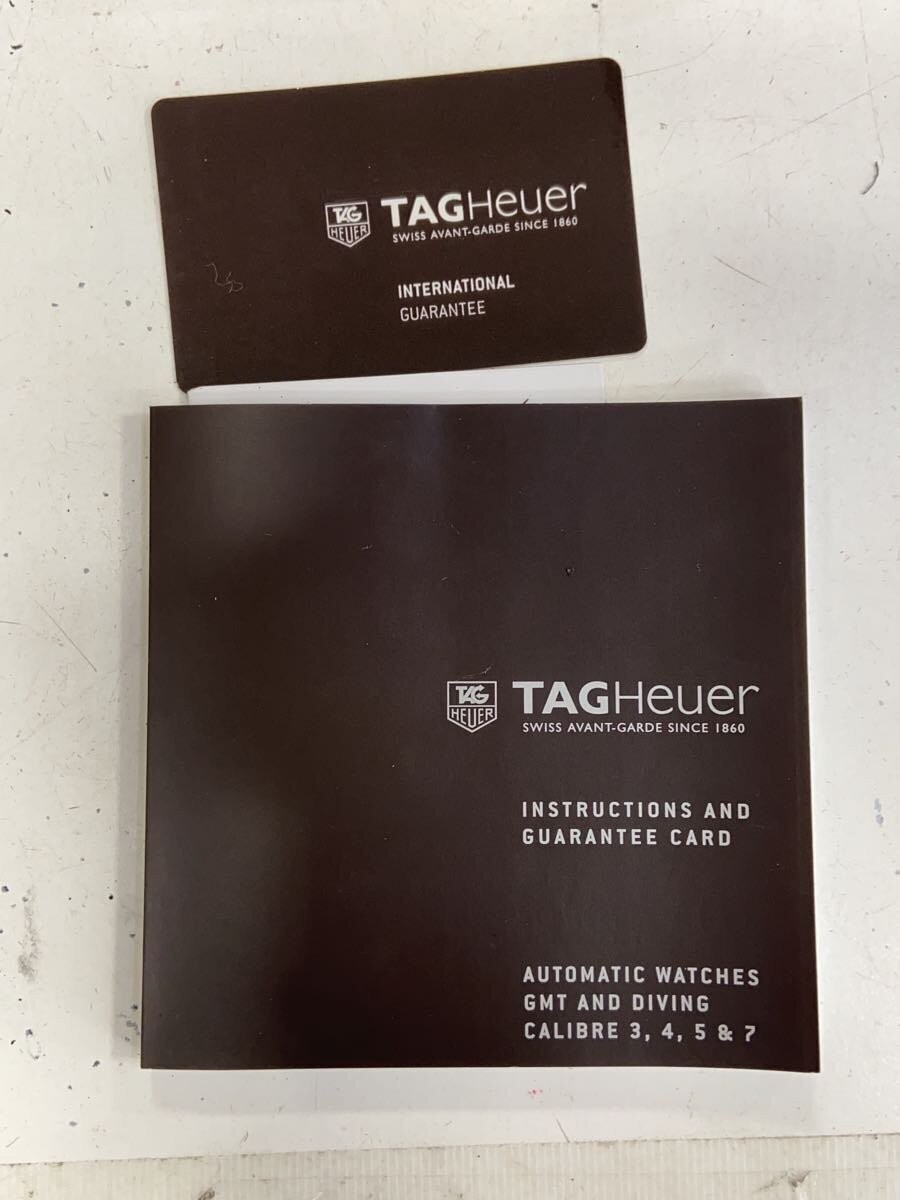 TAG HEUER
TAGHeuer
SWISS AVANT-GARDE SINCE 1860
INTERNATIONAL
GUARANTEE
TAG HEUER
TAGHeuer
SWISS AVANT-GARDE SINCE 1860
INSTRUCTIONS AND
GUARANTEE CARD
AUTOMATIC WATCHES
GMT AND DIVING
CALIBRE 3, 4, 5 & 7